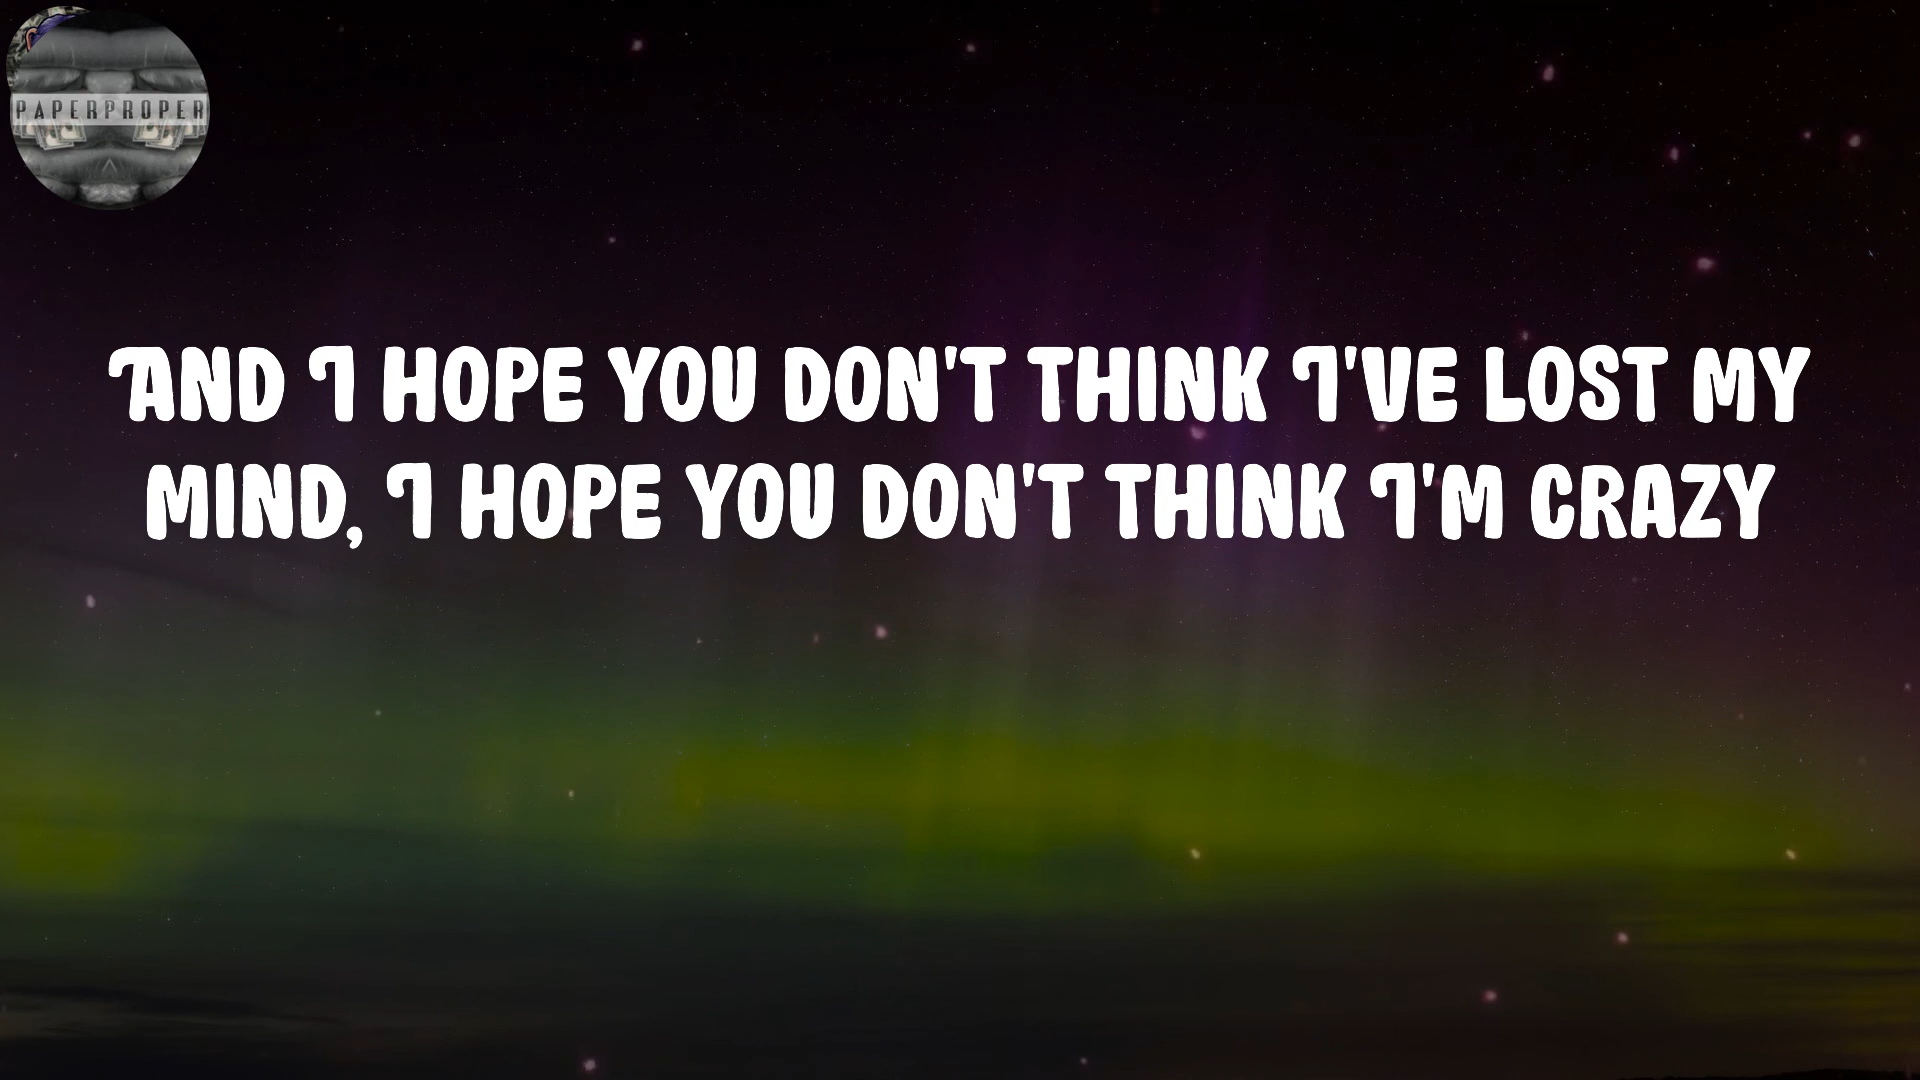 PAPERPROPER
AND I HOPE YOU DON'T THINK I'VE LOST MY
MIND, I HOPE YOU DON'T THINK I'M CRAZY